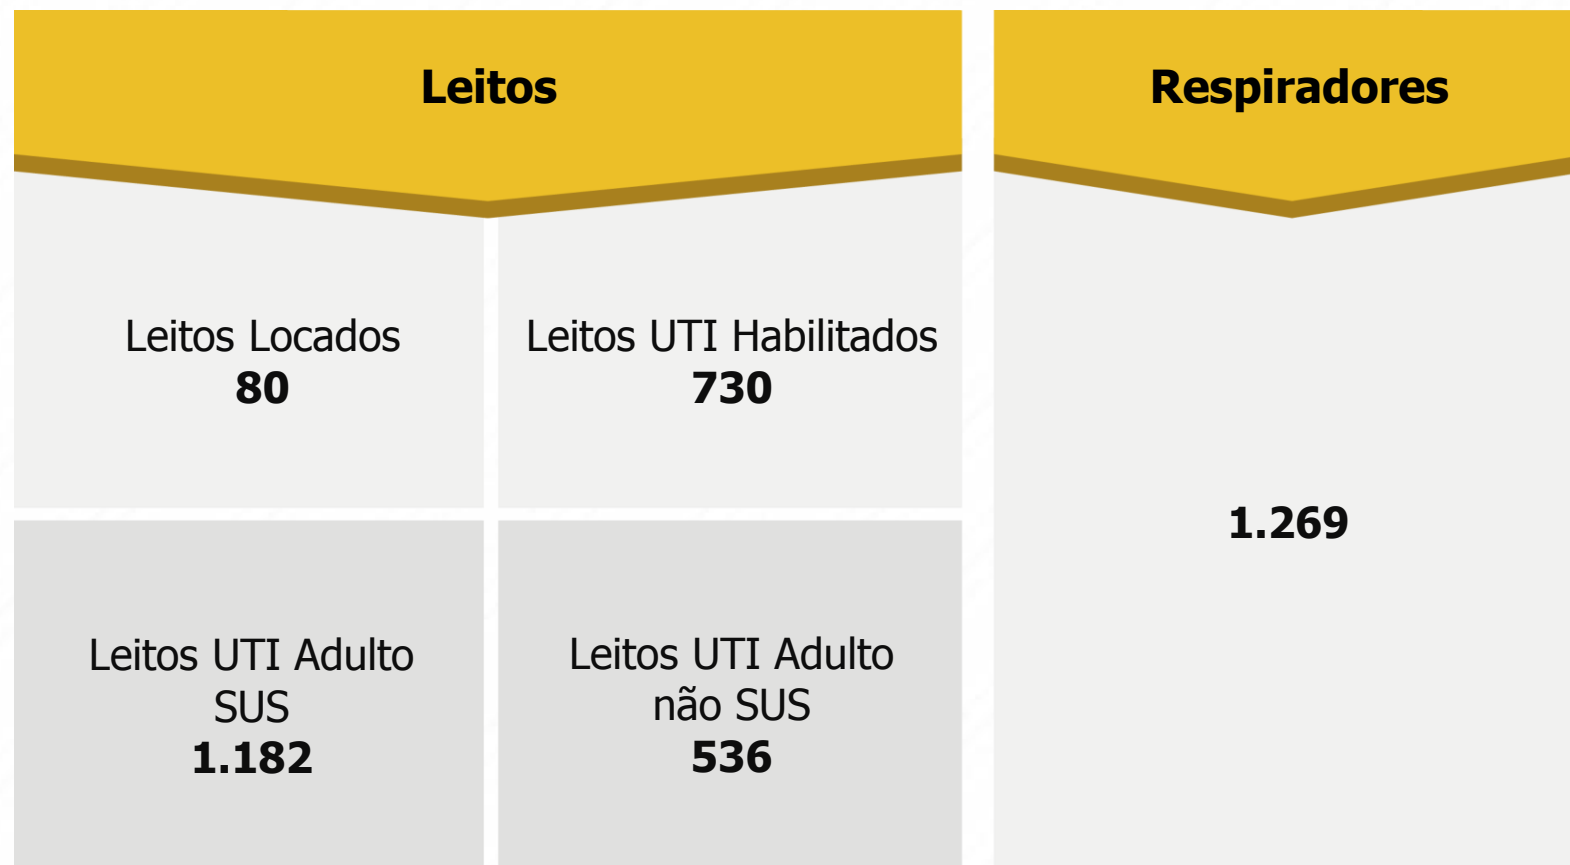 Leitos
Leitos Locados
80
Leitos UTI Habilitados
730
Leitos UTI Adulto
SUS
1.182
Leitos UTI Adulto
não SUS
536
Respiradores
1.269